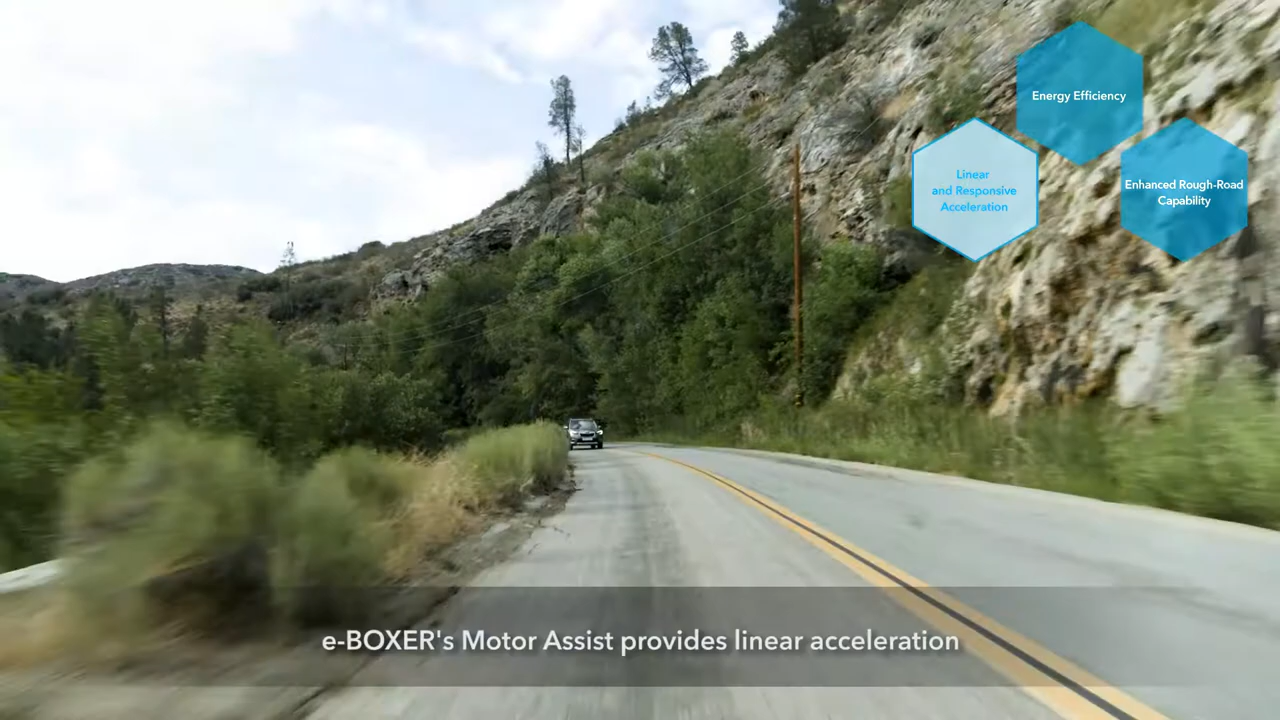 Energy Efficiency
Linear
and Responsive
Acceleration
Enhanced Rough-Road
Capability
e-BOXER's Motor Assist provides linear acceleration